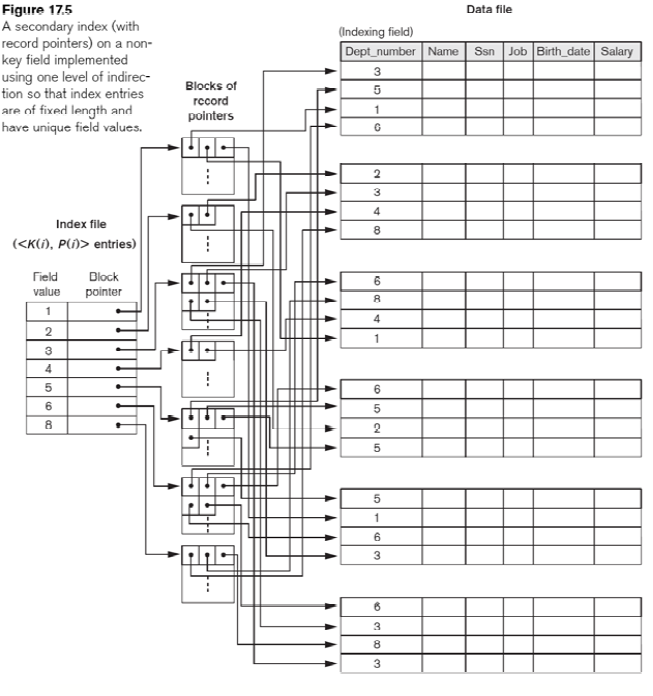 Figure 17.5
A secondary index (with
record pointers) on a non-
key field implemented
using one level of indirec-
tion so that index entries
are of fixed length and
have unique field values.
Data file
(Indexing field)
Dept_number Name Ssn Job Birth_date Salary
3
5
1
6
2
3
4
8
6
8
4
1
6
5
2
5
5
1
6
3
6
3
8
3
Blocks of
record
pointers
Index file
(<K(i), P(i)> entries)
Field value Block pointer
1
2
3
4
5
6
8